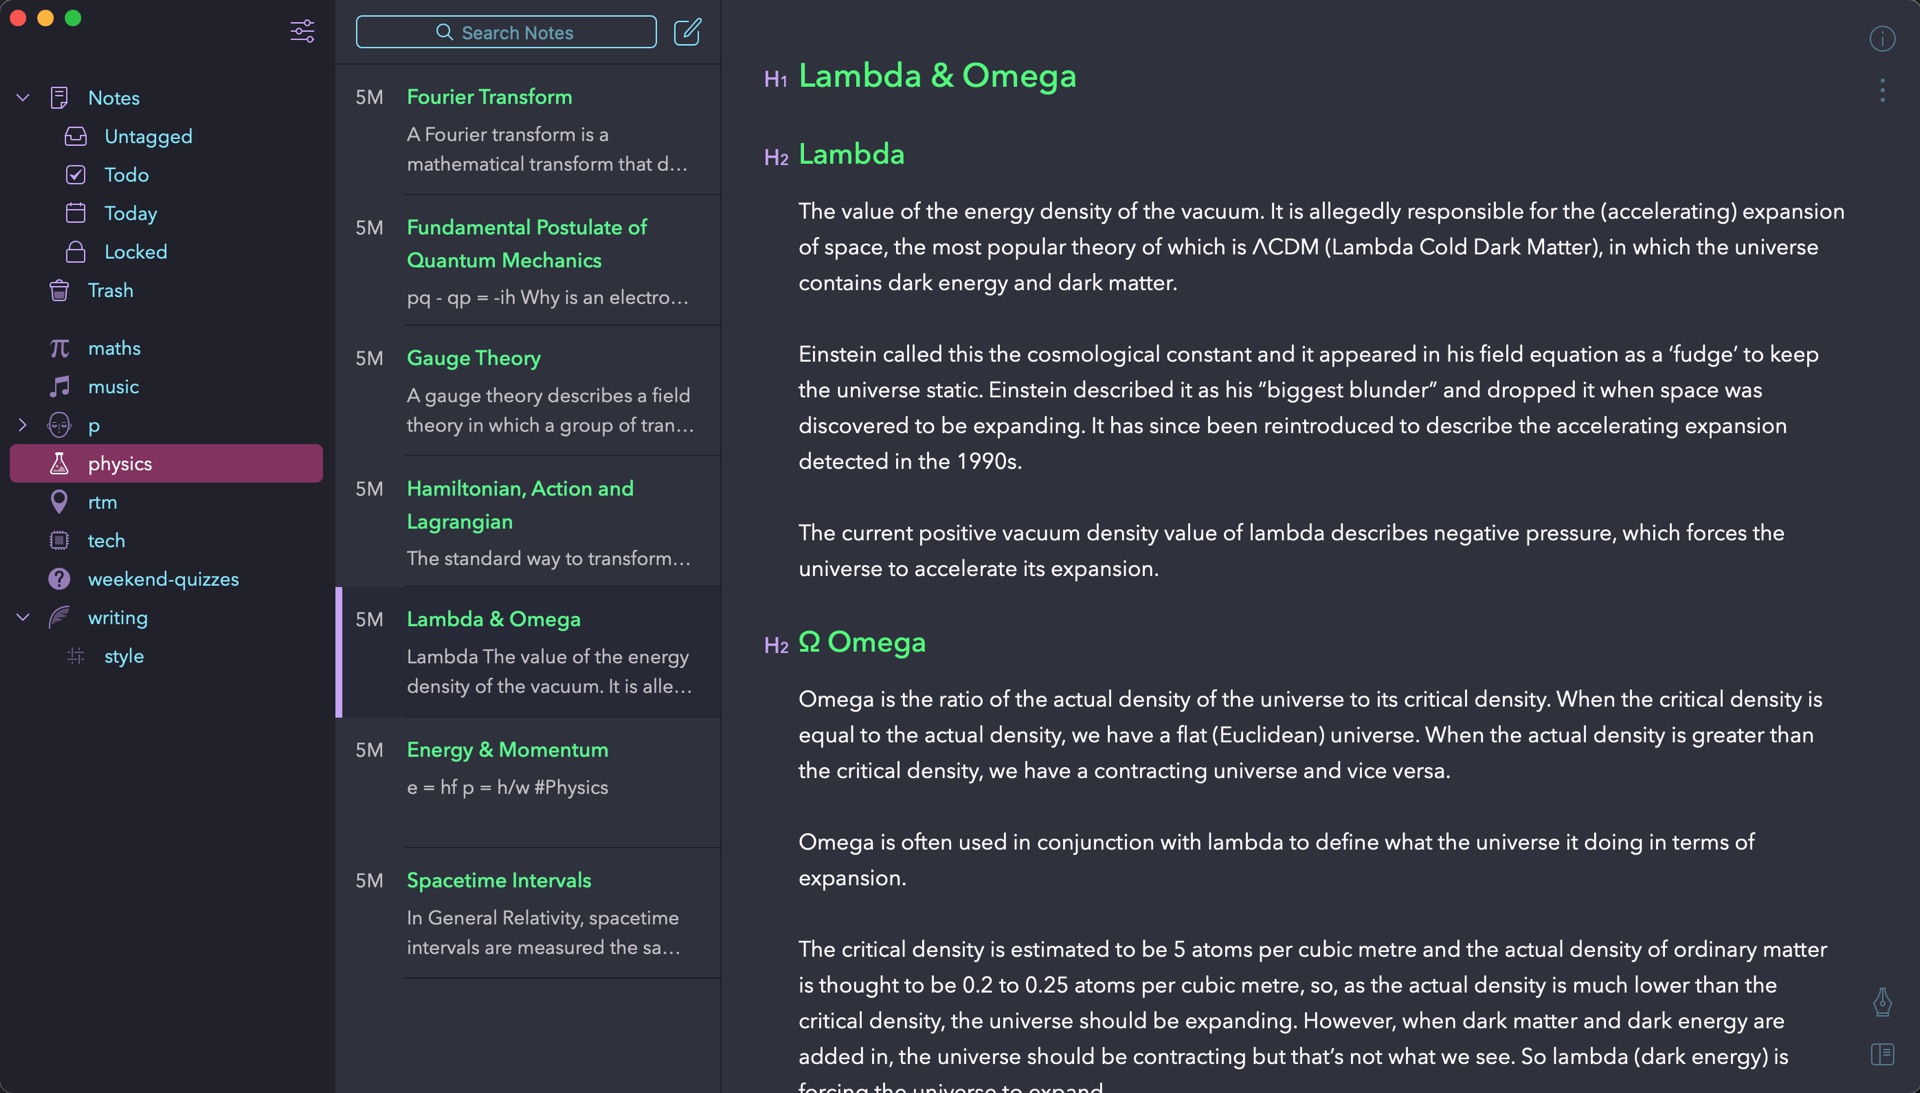 Notes
Untagged
Todo
Today
Locked
Trash
maths
music
p
physics
rtm
tech
weekend-quizzes
writing
style
Search Notes
5M Fourier Transform
A Fourier transform is a
mathematical transform that d...
5M Fundamental Postulate of
Quantum Mechanics
pq - qp = -ih Why is an electro...
5M Gauge Theory
A gauge theory describes a field
theory in which a group of tran...
5M Hamiltonian, Action and
Lagrangian
The standard way to transform...
5M Lambda & Omega
Lambda The value of the energy
density of the vacuum. It is alle...
5M Energy & Momentum
e = hf p = h/w #Physics
5M Spacetime Intervals
In General Relativity, spacetime
intervals are measured the sa...
H1 Lambda & Omega
H2 Lambda
The value of the energy density of the vacuum. It is allegedly responsible for the (accelerating) expansion
of space, the most popular theory of which is ΛCDM (Lambda Cold Dark Matter), in which the universe
contains dark energy and dark matter.
Einstein called this the cosmological constant and it appeared in his field equation as a ‘fudge’ to keep
the universe static. Einstein described it as his “biggest blunder” and dropped it when space was
discovered to be expanding. It has since been reintroduced to describe the accelerating expansion
detected in the 1990s.
The current positive vacuum density value of lambda describes negative pressure, which forces the
universe to accelerate its expansion.
H2 Ω Omega
Omega is the ratio of the actual density of the universe to its critical density. When the critical density is
equal to the actual density, we have a flat (Euclidean) universe. When the actual density is greater than
the critical density, we have a contracting universe and vice versa.
Omega is often used in conjunction with lambda to define what the universe it doing in terms of
expansion.
The critical density is estimated to be 5 atoms per cubic metre and the actual density of ordinary matter
is thought to be 0.2 to 0.25 atoms per cubic metre, so, as the actual density is much lower than the
critical density, the universe should be expanding. However, when dark matter and dark energy are
added in, the universe should be contracting but that’s not what we see. So lambda (dark energy) is
forcing the universe to expand